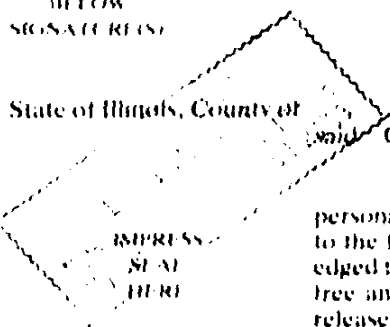 BELOW
SIGNATURE(S)
State of Illinois, County of
said
IMPRESS
SEAL
HERE
persona
to the f
edged t
free an
release